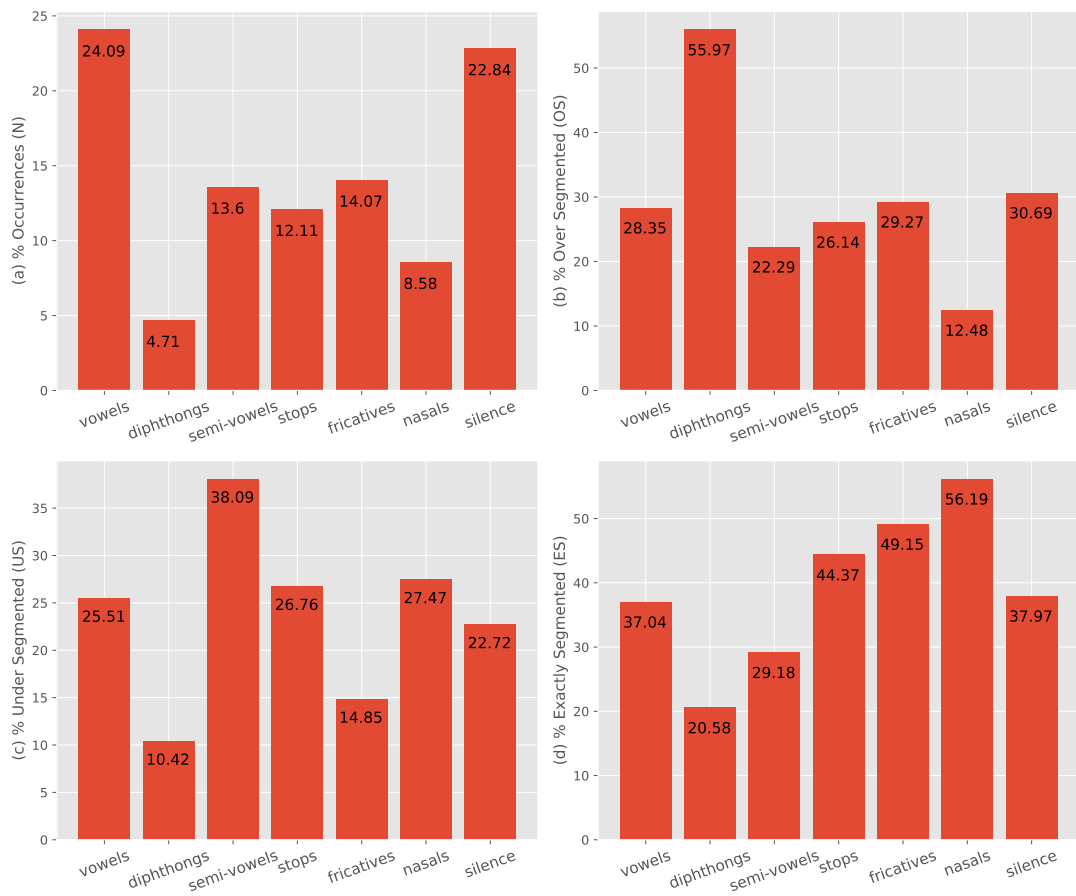 (a) % Occurrences (N)
25
20
15
10
5
0
24.09
4.71
13.6
12.11
14.07
8.58
22.84
vowels
diphthongs
semi-vowels
stops
fricatives
nasals
silence
(b) % Over Segmented (OS)
50
40
30
20
10
0
28.35
55.97
22.29
26.14
29.27
12.48
30.69
vowels
diphthongs
semi-vowels
stops
fricatives
nasals
silence
(c) % Under Segmented (US)
35
30
25
20
15
10
5
0
25.51
10.42
38.09
26.76
14.85
27.47
22.72
vowels
diphthongs
semi-vowels
stops
fricatives
nasals
silence
(d) % Exactly Segmented (ES)
50
40
30
20
10
0
37.04
20.58
29.18
44.37
49.15
56.19
37.97
vowels
diphthongs
semi-vowels
stops
fricatives
nasals
silence